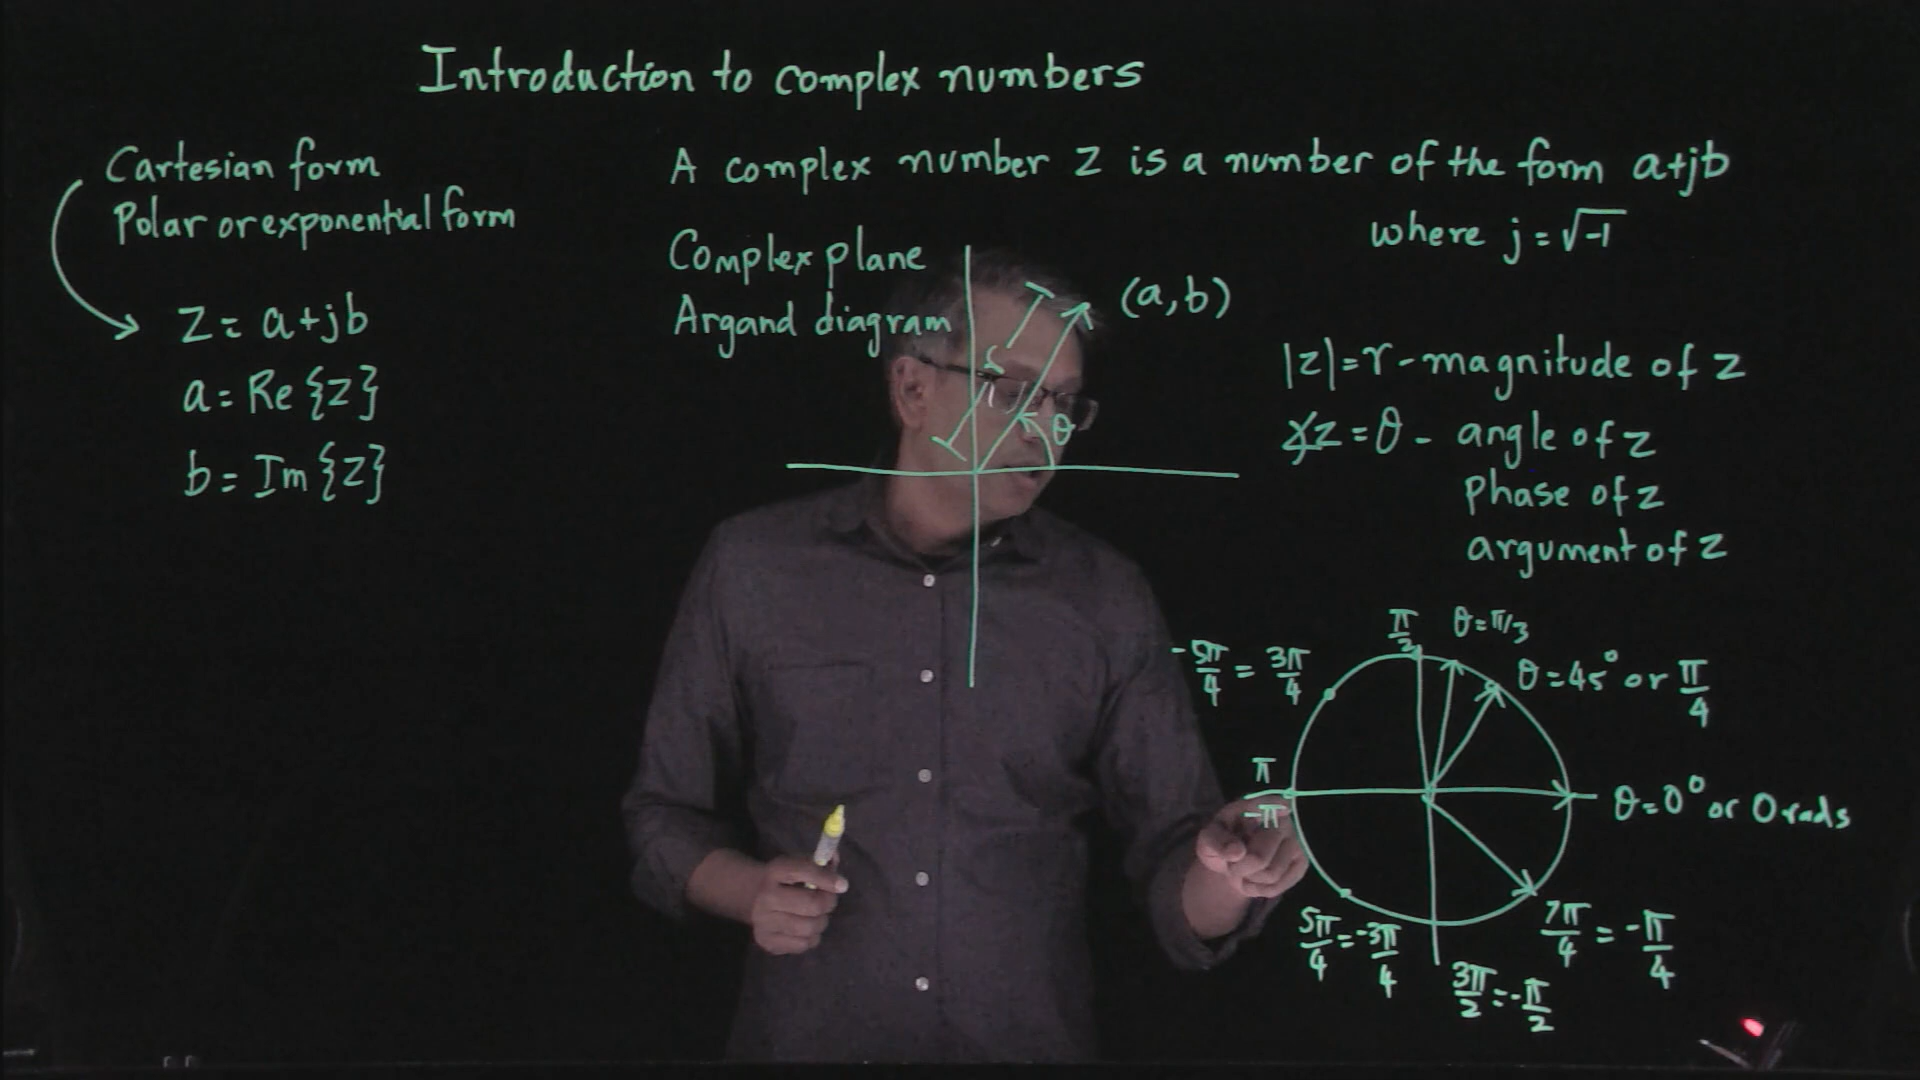 Introduction to complex numbers
Cartesian form
Polar or exponential form
z = a+jb
a = Re{z}
b = Im{z}
A complex number z is a number of the form a+jb
where j = √-1
Complex plane
Argand diagram
(a,b)
r
θ
|z| = r - magnitude of z
∡z = θ - angle of z
phase of z
argument of z
π/2
θ = π/3
-5π/4 = 3π/4
θ = 45° or π/4
π
-π
θ = 0° or 0 rads
5π/4 = -3π/4
7π/4 = -π/4
3π/2 = -π/2